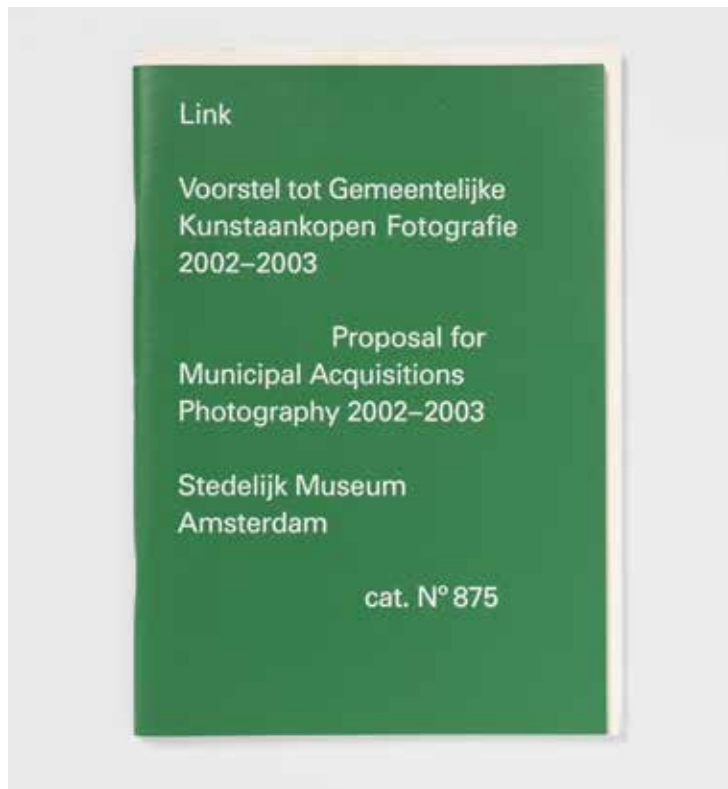 Link
Voorstel tot Gemeentelijke
Kunstaankopen Fotografie
2002–2003
Proposal for
Municipal Acquisitions
Photography 2002–2003
Stedelijk Museum
Amsterdam
cat. Nº 875